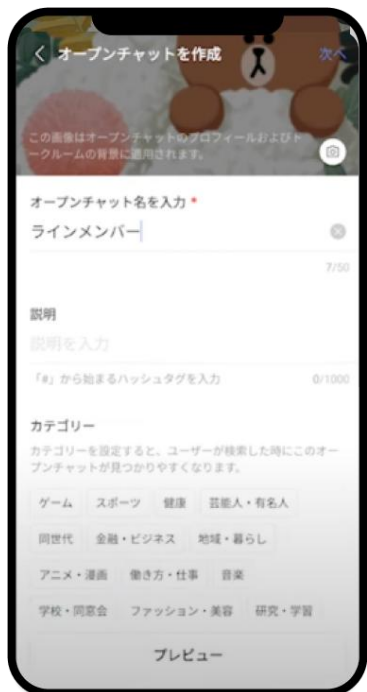 オープンチャットを作成 次へ
この画像はオープンチャットのプロフィールおよびト
ークルームの背景に適用されます。
オープンチャット名を入力 *
ラインメンバー
7/50
説明
説明を入力
「#」から始まるハッシュタグを入力 0/1000
カテゴリー
カテゴリーを設定すると、ユーザーが検索した時にこのオー
プンチャットが見つかりやすくなります。
ゲーム スポーツ 健康 芸能人・有名人
同世代 金融・ビジネス 地域・暮らし
アニメ・漫画 働き方・仕事 音楽
学校・同窓会 ファッション・美容 研究・学習
プレビュー